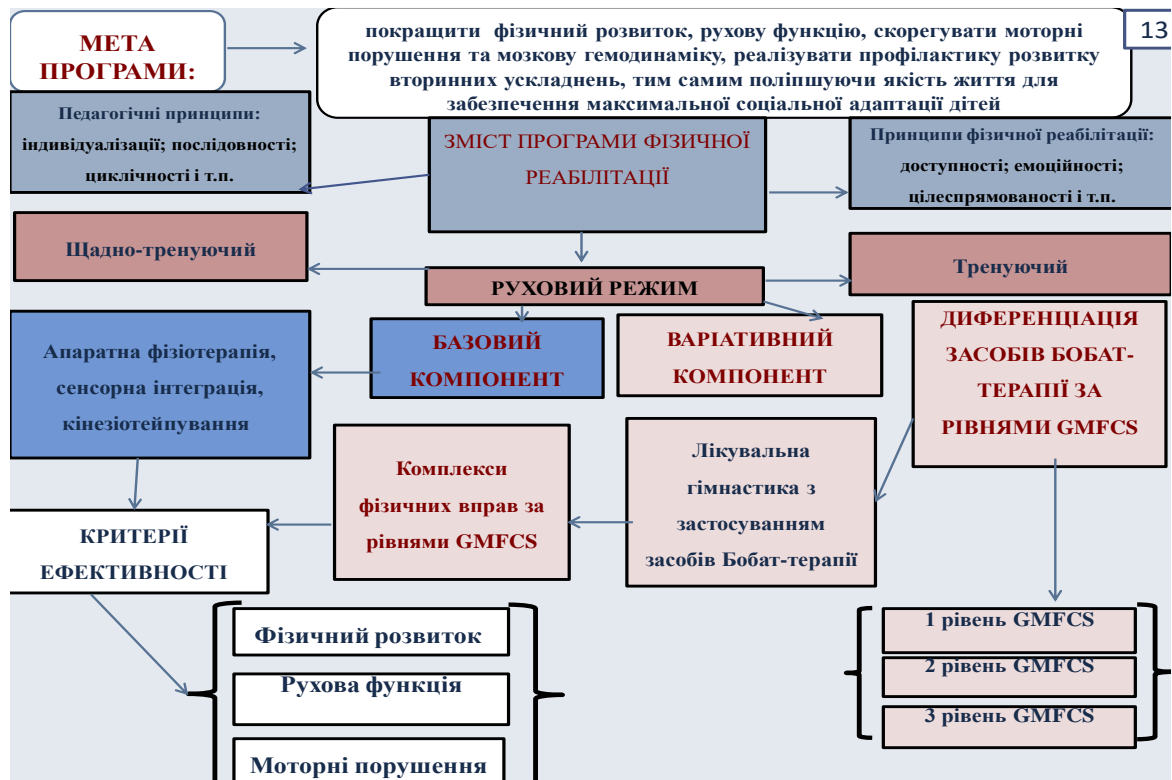 МЕТА
ПРОГРАМИ:
покращити фізичний розвиток, рухову функцію, скорегувати моторні
порушення та мозкову гемодинаміку, реалізувати профілактику розвитку
вторинних ускладнень, тим самим поліпшуючи якість життя для
забезпечення максимальної соціальної адаптації дітей
13
Педагогічні принципи:
індивідуалізації; послідовності;
циклічності і т.п.
ЗМІСТ ПРОГРАМИ ФІЗИЧНОЇ
РЕАБІЛІТАЦІЇ
Принципи фізичної реабілітації:
доступності; емоційності;
цілеспрямованості і т.п.
Щадно-тренуючий
РУХОВИЙ РЕЖИМ
Тренуючий
Апаратна фізіотерапія,
сенсорна інтеграція,
кінезіотейпування
БАЗОВИЙ
КОМПОНЕНТ
ВАРІАТИВНИЙ
КОМПОНЕНТ
ДИФЕРЕНЦІАЦІЯ
ЗАСОБІВ БОБАТ-
ТЕРАПІЇ ЗА
РІВНЯМИ GMFCS
Лікувальна
гімнастика з
застосуванням
засобів Бобат-терапії
Комплекси
фізичних вправ за
рівнями GMFCS
КРИТЕРІЇ
ЕФЕКТИВНОСТІ
Фізичний розвиток
Рухова функція
Моторні порушення
1 рівень GMFCS
2 рівень GMFCS
3 рівень GMFCS